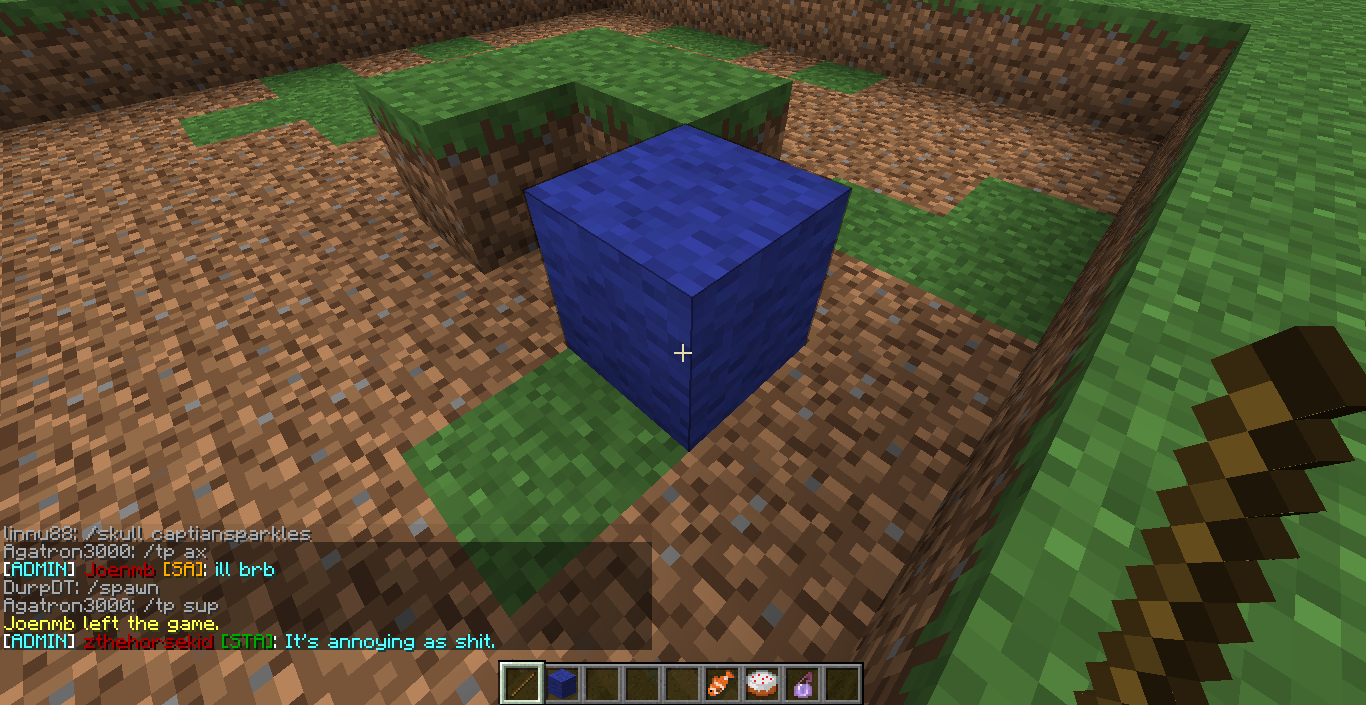 linnu88: /skull captiansparkles
Agatron3000: /tp ax
[ADMIN] Joenmb [SA]: ill brb
DurpDT: /spawn
Agatron3000: /tp sup
Joenmb left the game.
[ADMIN] zthehorsekid [STA]: It's annoying as shit.